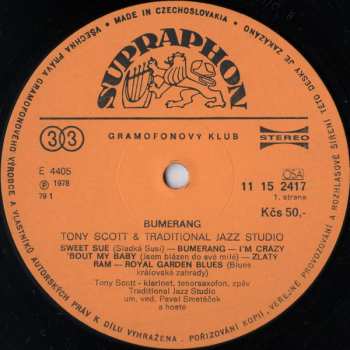 MADE IN CZECHOSLOVAKIA • VŠECHNA PRÁVA GRAMOFONOVÉHO VÝROBCE A VLASTNÍKŮ AUTORSKÝCH PRÁV K DÍLU VYHRAZENA. POŘIZOVÁNÍ KOPIÍ, VEREJNÉ PROVOZOVÁNÍ A ROZHLASOVÉ ŠÍŘENÍ TÉTO DESKY JE ZAKÁZÁNO
SUPRAPHON
33
GRAMOFONOVÝ KLUB
STEREO
E 4405
Ⓟ 1978
79 1
OSA
11 15 2417
1. strana
Kčs 50,-
BUMERANG
TONY SCOTT & TRADITIONAL JAZZ STUDIO
SWEET SUE (Sladká Susi) — BUMERANG — I'M CRAZY
'BOUT MY BABY (jsem blázen do své milé) — ZLATÝ
RÁM — ROYAL GARDEN BLUES (Blues
královské zahrady)
Tony Scott - klarinet, tenorsaxofon, zpěv
Traditional Jazz Studio
um. ved. Pavel Smetáček
a hosté